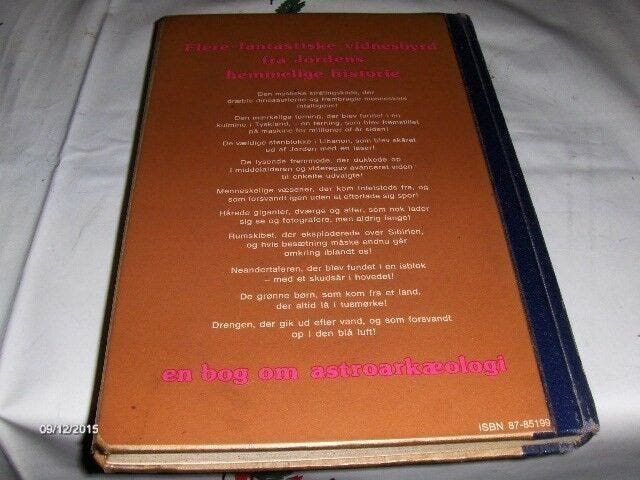 Flere fantastiske vidnesbyrd
fra Jordens
hemmelige historie
Den mystiske strålingskode, der
dræbte dinosaurerne og frembragte menneskets
intelligens!
Den mærkelige terning, der blev fundet i en
kulmine i Tyskland, – en terning, som blev fremstillet
på maskine for millioner af år siden!
De vældige stenblokke i Libanon, som blev skåret
ud af Jorden med en laser!
De lysende fremmede, der dukkede op
i middelalderen og videregav avanceret viden
til enkelte udvalgte!
Menneskelige væsener, der kom intetsteds fra, og
som forsvandt igen uden at efterlade sig spor!
Hårede giganter, dværge og alfer, som nok lader
sig se og fotografere, men aldrig fange!
Rumskibet, der eksploderede over Sibirien,
og hvis besætning måske endnu går
omkring iblandt os!
Neandertaleren, der blev fundet i en isblok
– med et skudsår i hovedet!
De grønne børn, som kom fra et land,
der altid lå i tusmørke!
Drengen, der gik ud efter vand, og som forsvandt
op i den blå luft!
en bog om astroarkæologi
ISBN 87-85199
09/12/2015